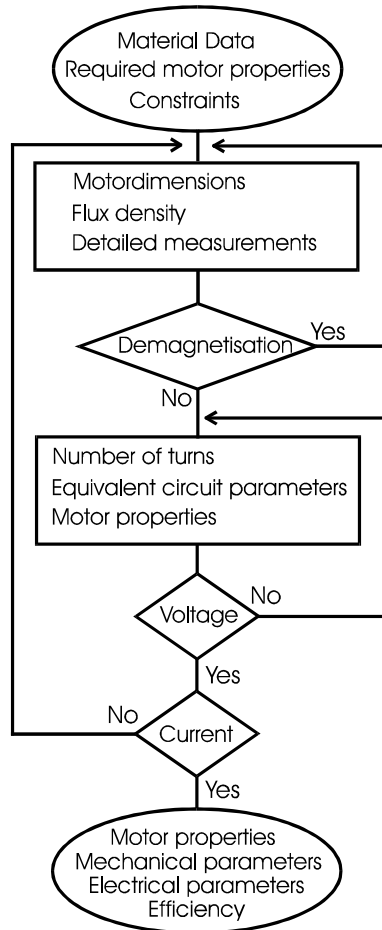 Material Data
Required motor properties
Constraints
Motordimensions
Flux density
Detailed measurements
Demagnetisation
Yes
No
Number of turns
Equivalent circuit parameters
Motor properties
Voltage
No
Yes
No
Current
Yes
Motor properties
Mechanical parameters
Electrical parameters
Efficiency